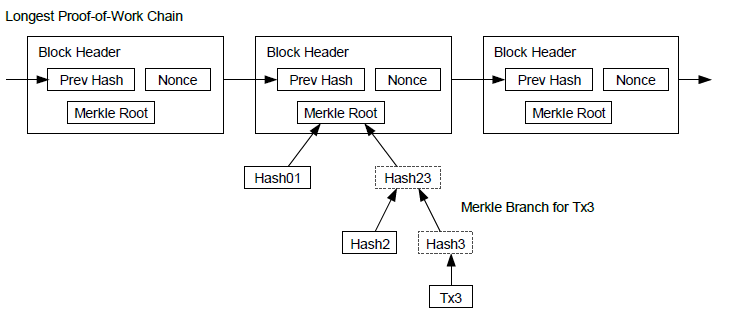 Longest Proof-of-Work Chain
Block Header
Block Header
Block Header
Prev Hash
Nonce
Prev Hash
Nonce
Prev Hash
Nonce
Merkle Root
Merkle Root
Merkle Root
Hash01
Hash23
Merkle Branch for Tx3
Hash2
Hash3
Tx3